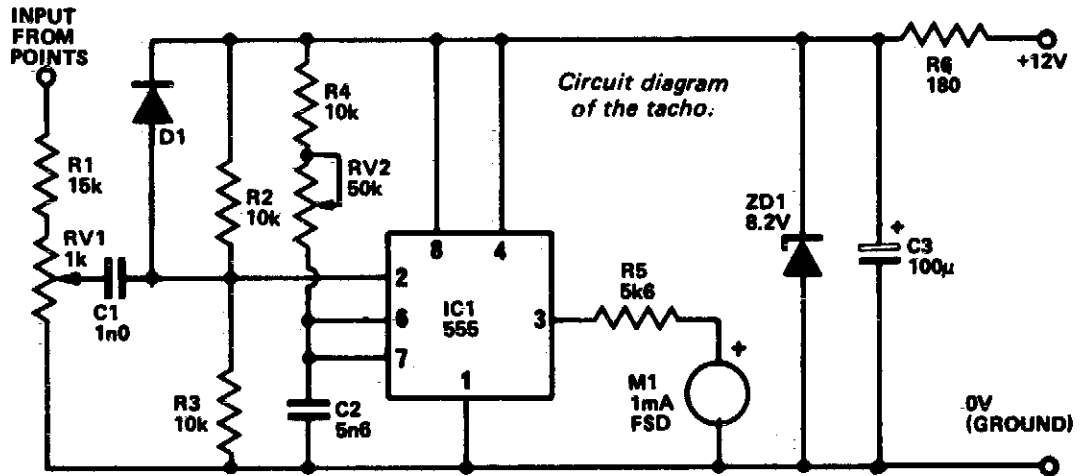 INPUT
FROM
POINTS
R1
15k
RV1
1k
C1
1n0
D1
R2
10k
R3
10k
R4
10k
RV2
50k
C2
5n6
8
4
2
6
7
3
1
IC1
555
R5
5k6
M1
1mA
FSD
+
Circuit diagram
of the tacho.
ZD1
8.2V
+
C3
100µ
R6
180
+12V
0V
(GROUND)